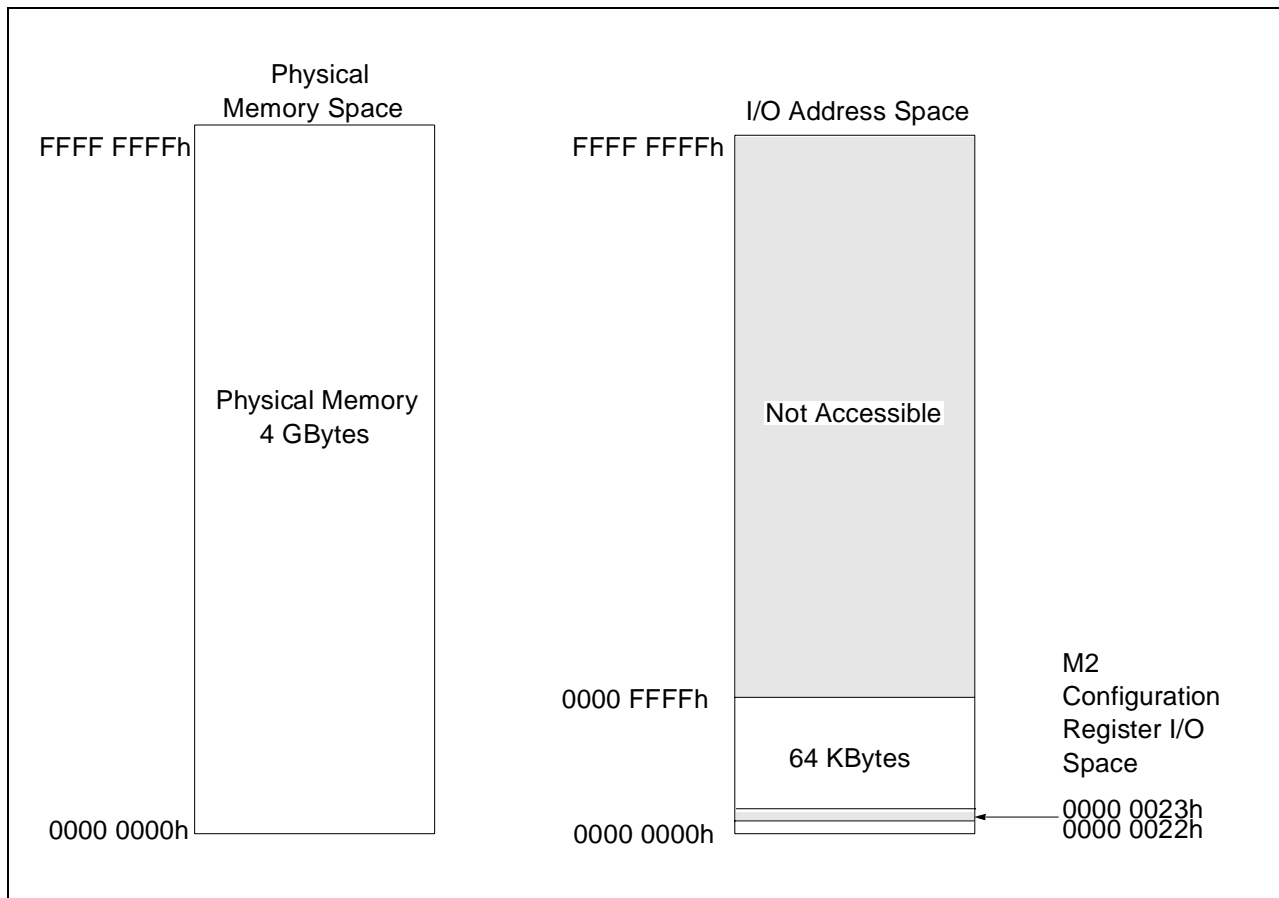 Physical
Memory Space
FFFF FFFFh
Physical Memory
4 GBytes
0000 0000h
I/O Address Space
FFFF FFFFh
Not Accessible
0000 FFFFh
64 KBytes
0000 0000h
M2
Configuration
Register I/O
Space
0000 0023h
0000 0022h